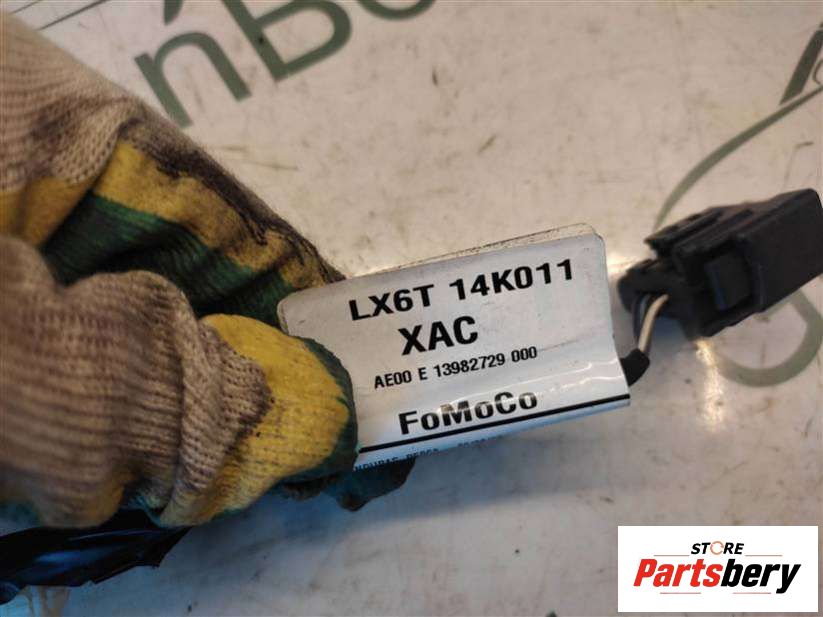 LX6T 14K011
XAC
AE00 E 13982729 000
FoMoCo
STORE
Partsbery